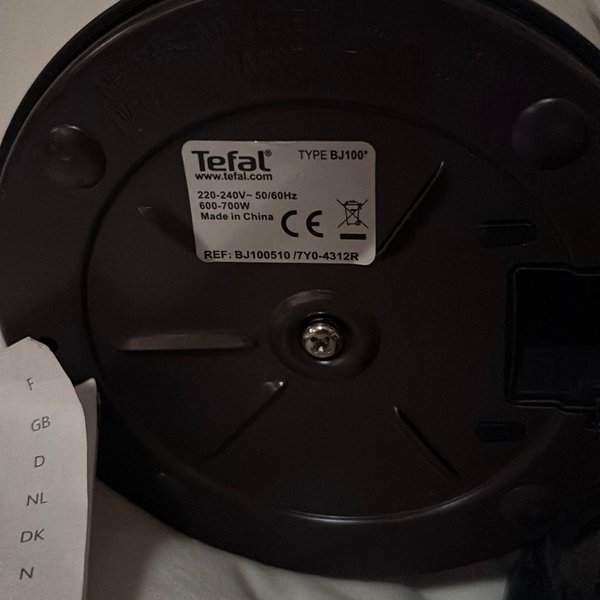 Tefal TYPE BJ100*
www.tefal.com
220-240V~ 50/60Hz
600-700W
Made in China CE
REF: BJ100510 /7Y0-4312R
F
GB
D
NL
DK
N